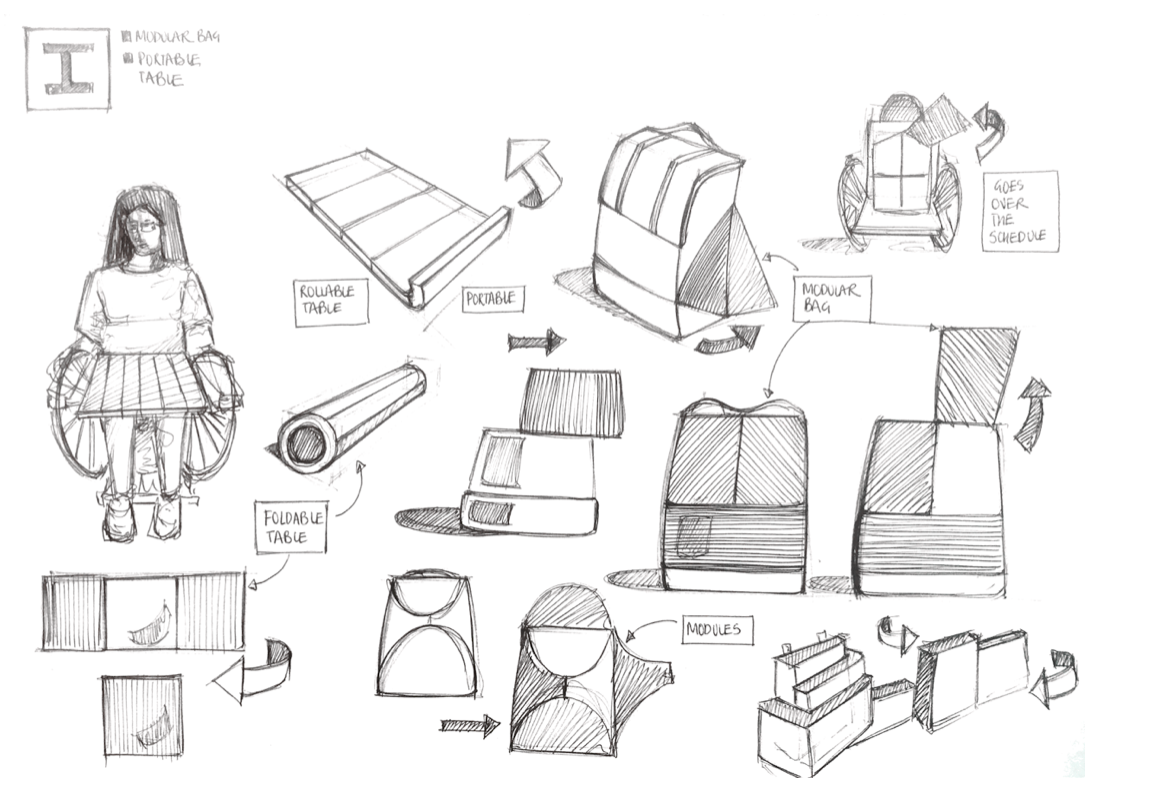 I
MODULAR BAG
PORTABLE
TABLE
ROLLABLE
TABLE
PORTABLE
MODULAR
BAG
GOES
OVER
THE
SCHEDULE
FOLDABLE
TABLE
MODULES